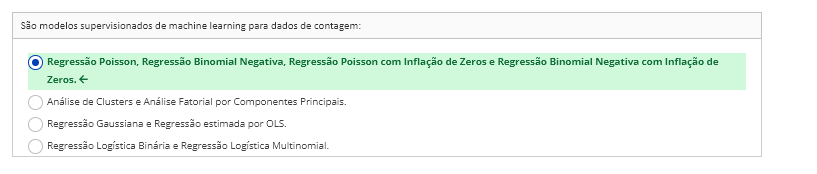 São modelos supervisionados de machine learning para dados de contagem:
Regressão Poisson, Regressão Binomial Negativa, Regressão Poisson com Inflação de Zeros e Regressão Binomial Negativa com Inflação de
Zeros. ←
Análise de Clusters e Análise Fatorial por Componentes Principais.
Regressão Gaussiana e Regressão estimada por OLS.
Regressão Logística Binária e Regressão Logística Multinomial.